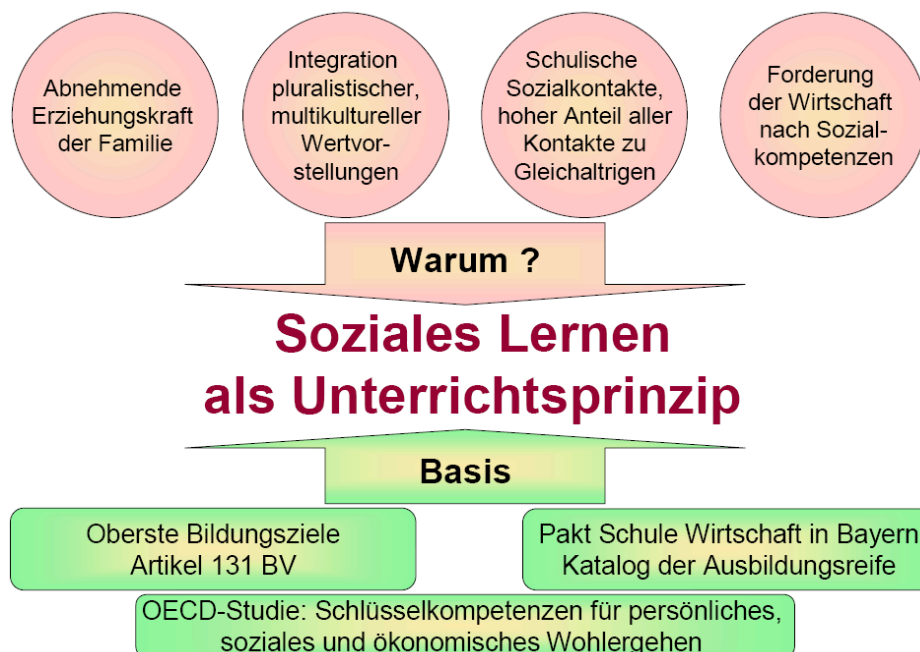 Abnehmende
Erziehungskraft
der Familie
Integration
pluralistischer,
multikultureller
Wertvor-
stellungen
Schulische
Sozialkontakte,
hoher Anteil aller
Kontakte zu
Gleichaltrigen
Forderung
der Wirtschaft
nach Sozial-
kompetenzen
Warum ?
Soziales Lernen
als Unterrichtsprinzip
Basis
Oberste Bildungsziele
Artikel 131 BV
Pakt Schule Wirtschaft in Bayern
Katalog der Ausbildungsreife
OECD-Studie: Schlüsselkompetenzen für persönliches,
soziales und ökonomisches Wohlergehen